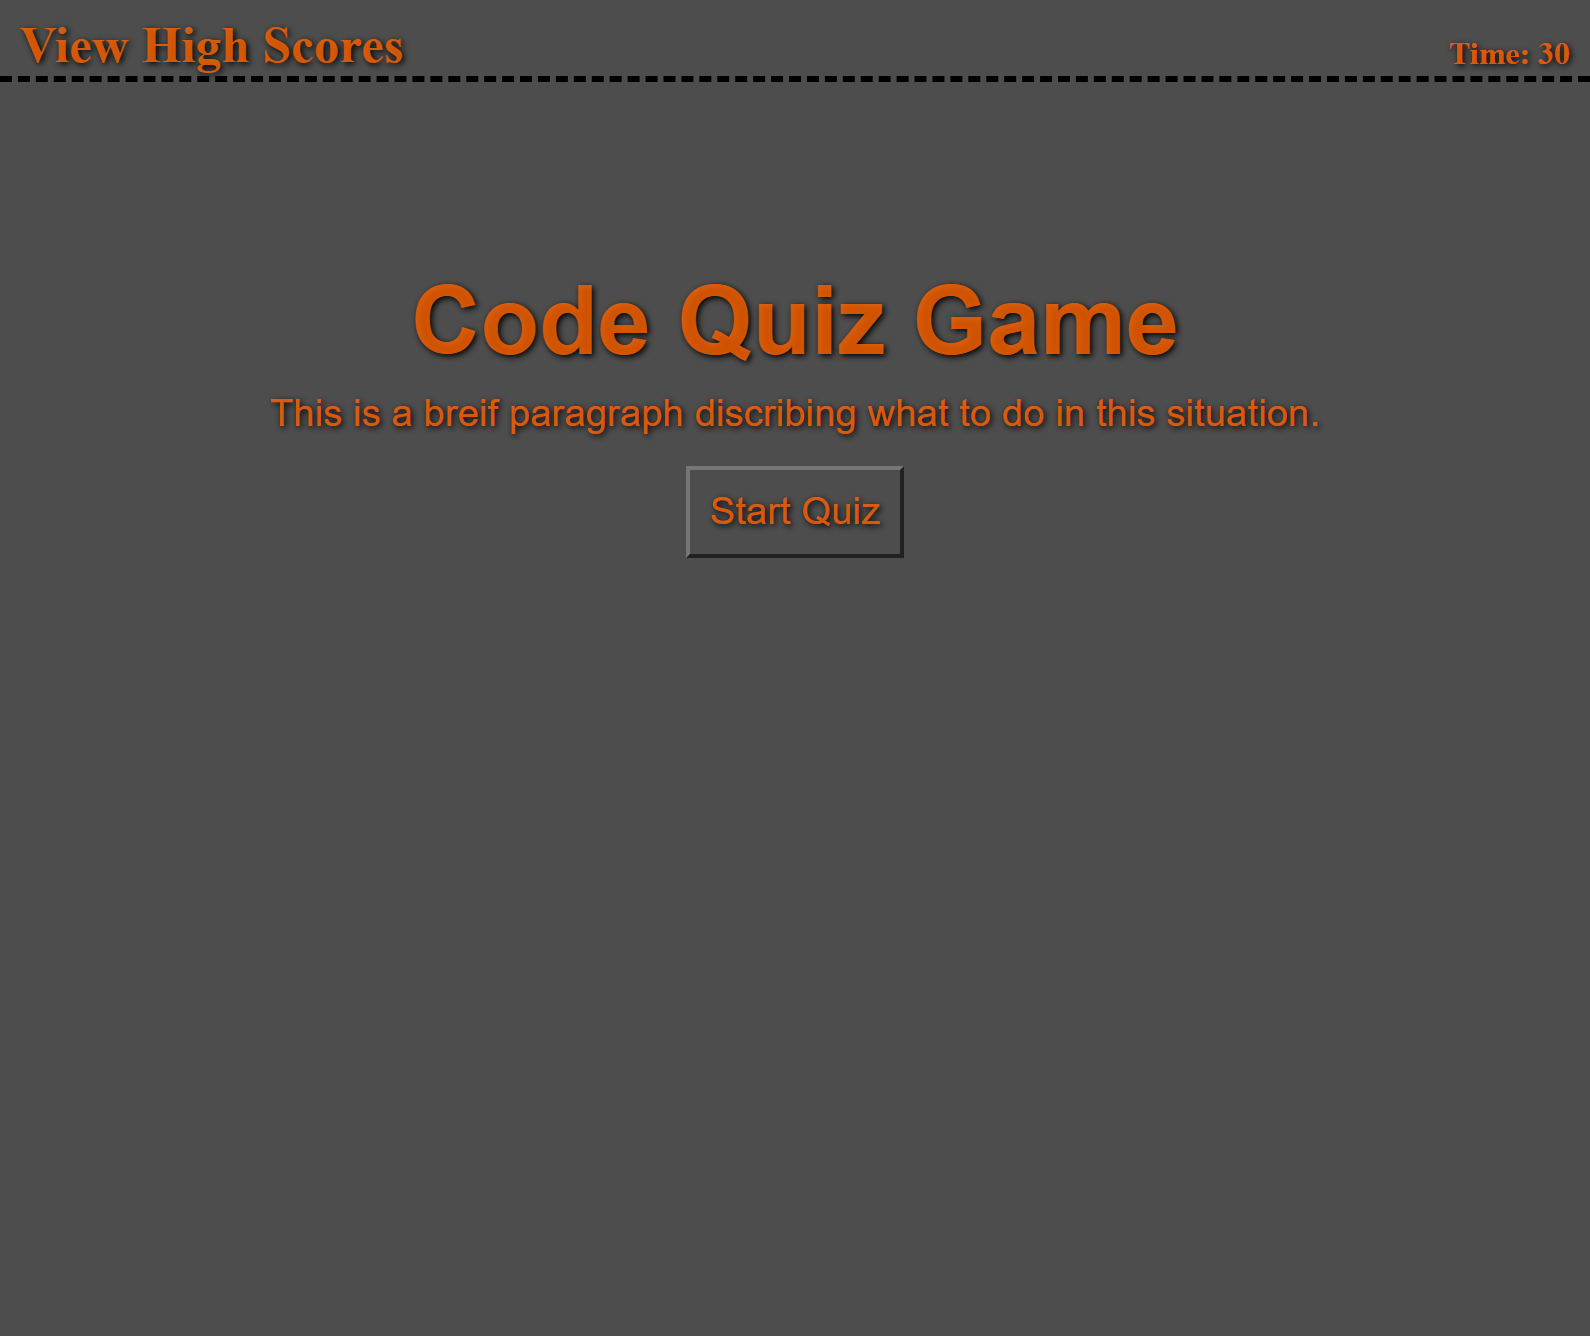 View High Scores
Time: 30
Code Quiz Game
This is a breif paragraph discribing what to do in this situation.
Start Quiz